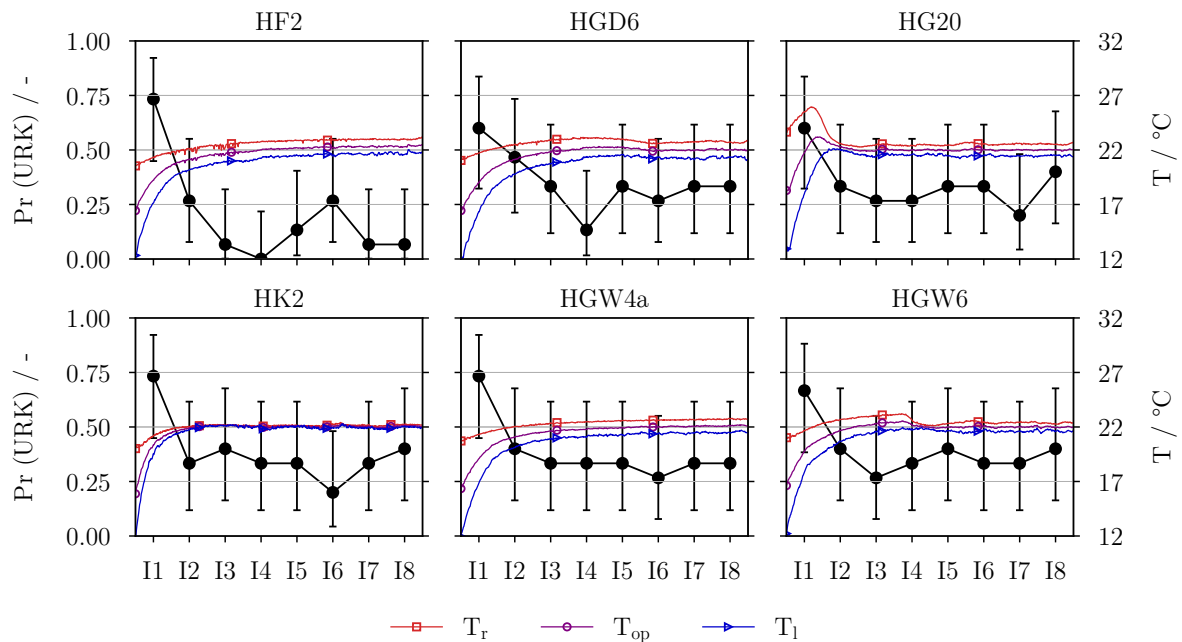 HF2 HGD6 HG20
1.00 32
0.75 27
0.50 22
0.25 17
0.00 12
Pr (URK) / -
T / °C
HK2 HGW4a HGW6
1.00 32
0.75 27
0.50 22
0.25 17
0.00 12
Pr (URK) / -
T / °C
I1 I2 I3 I4 I5 I6 I7 I8 I1 I2 I3 I4 I5 I6 I7 I8 I1 I2 I3 I4 I5 I6 I7 I8
T_r T_op T_l